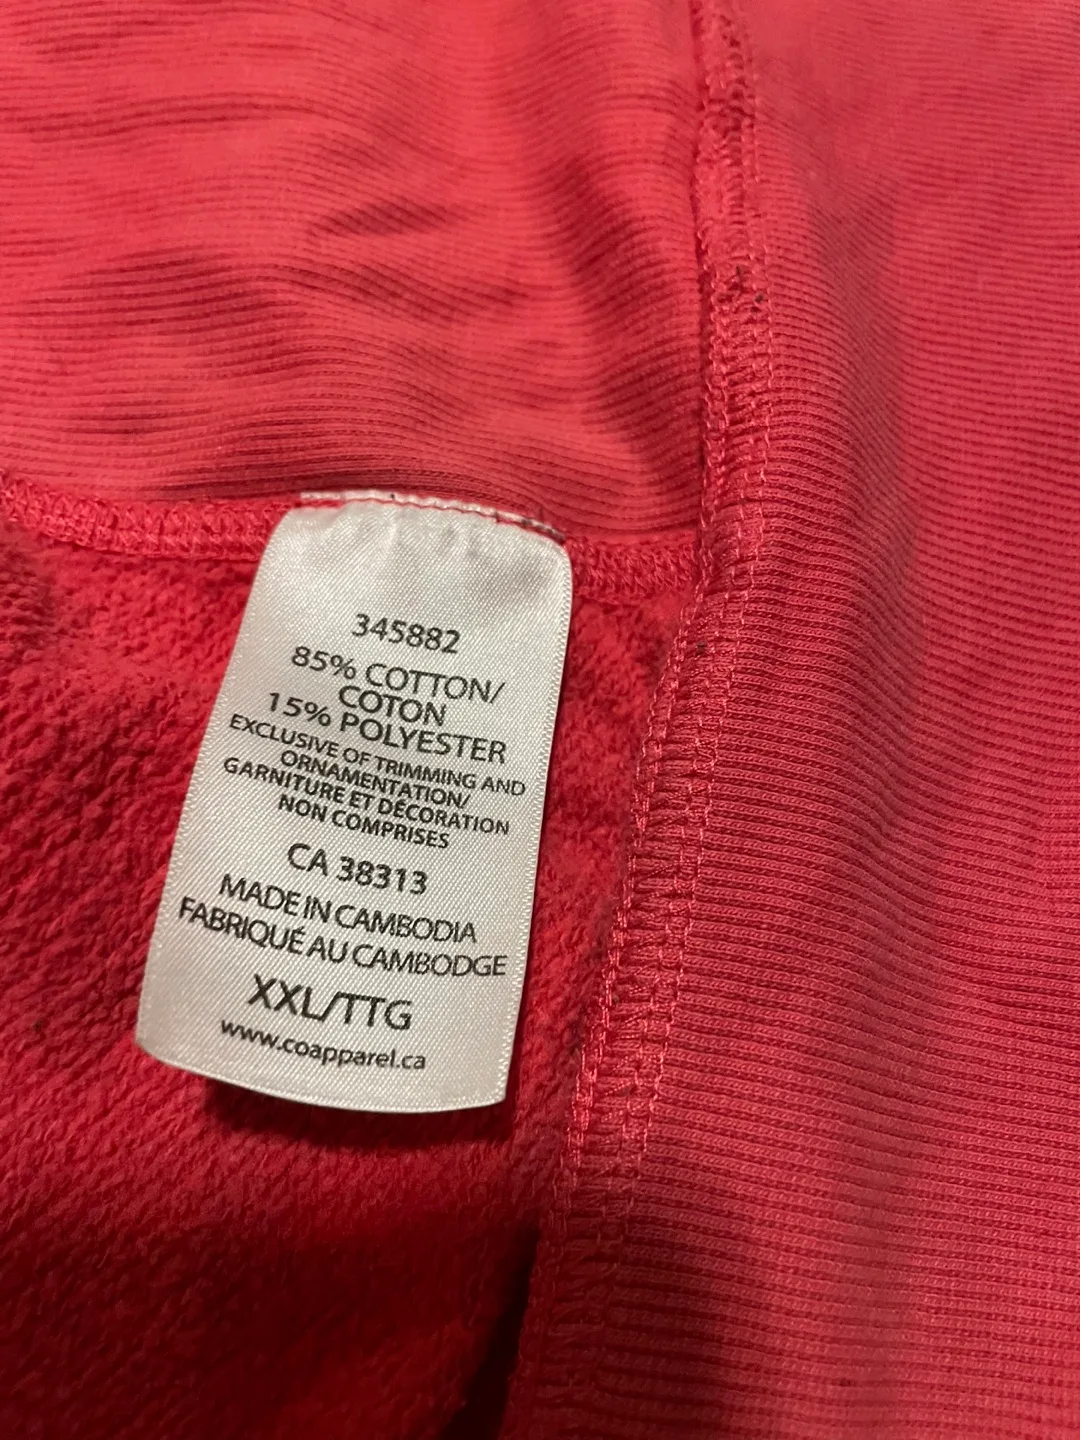 345882
85% COTTON/
COTON
15% POLYESTER
EXCLUSIVE OF TRIMMING AND
ORNAMENTATION/
GARNITURE ET DÉCORATION
NON COMPRISES
CA 38313
MADE IN CAMBODIA
FABRIQUÉ AU CAMBODGE
XXL/TTG
www.coapparel.ca